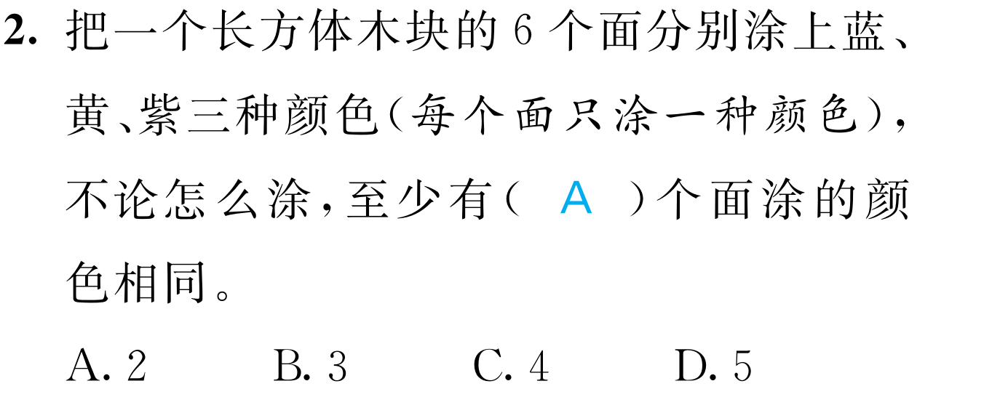 2. 把一个长方体木块的6个面分别涂上蓝、
黄、紫三种颜色(每个面只涂一种颜色),
不论怎么涂,至少有( A )个面涂的颜
色相同。
A. 2 B. 3 C. 4 D. 5